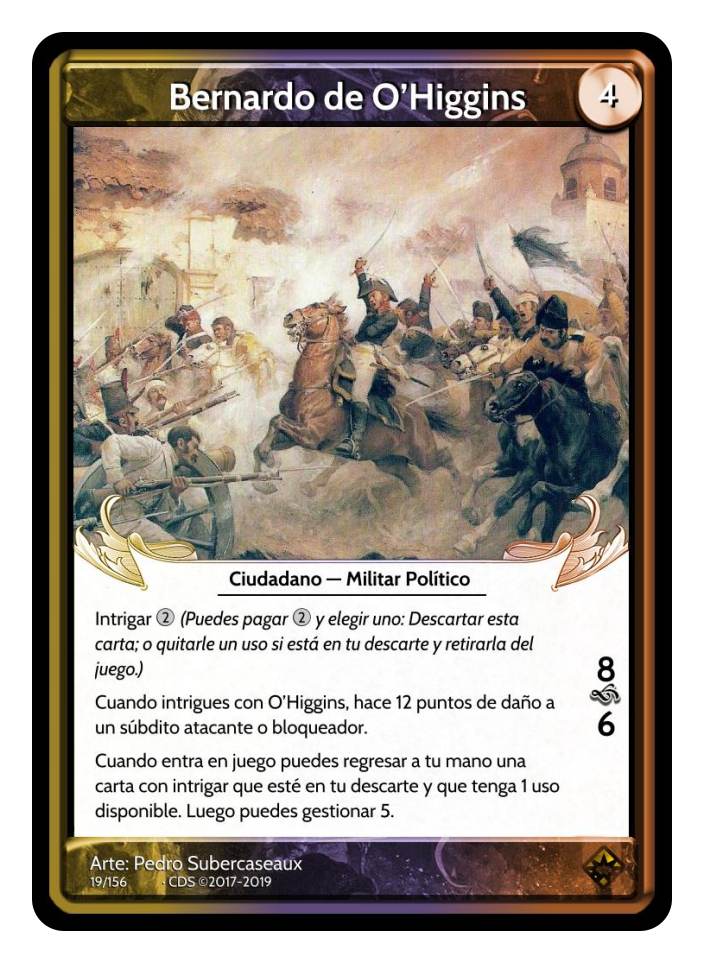 Bernardo de O’Higgins
4
Ciudadano — Militar Político
Intrigar 2 (Puedes pagar 2 y elegir uno: Descartar esta
carta; o quitarle un uso si está en tu descarte y retirarla del
juego.)
Cuando intrigues con O’Higgins, hace 12 puntos de daño a
un súbdito atacante o bloqueador.
Cuando entra en juego puedes regresar a tu mano una
carta con intrigar que esté en tu descarte y que tenga 1 uso
disponible. Luego puedes gestionar 5.
8
6
Arte: Pedro Subercaseaux
19/156 · CDS ©2017-2019